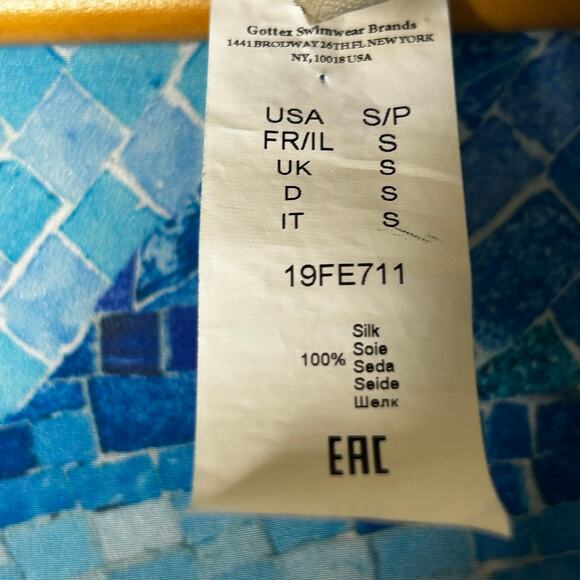 Gottex Swimwear Brands
1441 BRODWAY 26TH FL NEW YORK
NY, 10018 USA
USA S/P
FR/IL S
UK S
D S
IT S
19FE711
Silk
100% Soie
Seda
Seide
Шелк
EAC